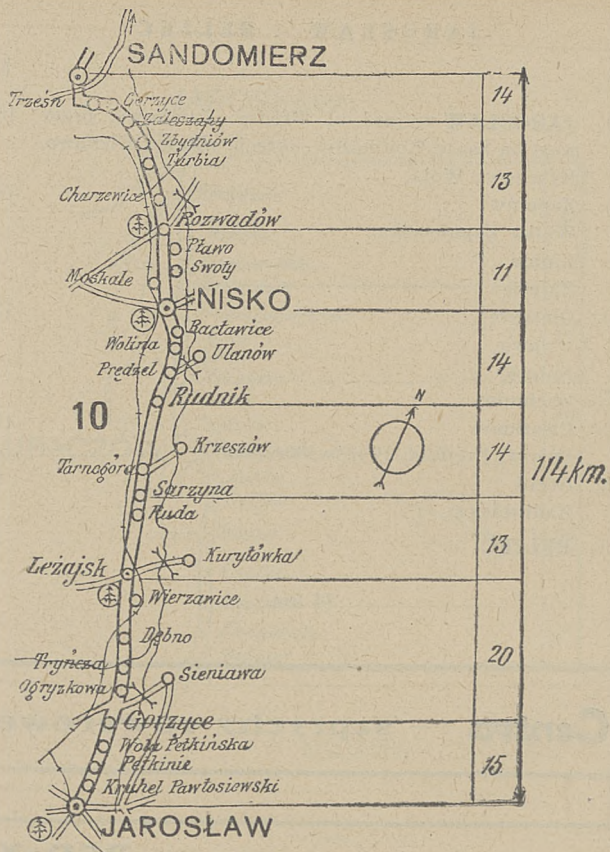 SANDOMIERZ
Trześń
Gorzyce
14
Zaleszany
Zbydniów
Turbia
Charzewice
13
Rozwadów
Pławo
Swoły
Moskale
11
NISKO
Racławice
Wolina
Ulanów
Prędzel
14
Rudnik
N
10
Krzeszów
Tarnogóra
14
114 km.
Sarzyna
Ruda
Leżajsk
Kuryłówka
13
Wierzawice
Dębno
Tryńcza
Sieniawa
20
Ogryzkowa
Gorzyce
Wola Pełkińska
Pełkinie
15
Kruhel Pawłosiewski
JAROSŁAW